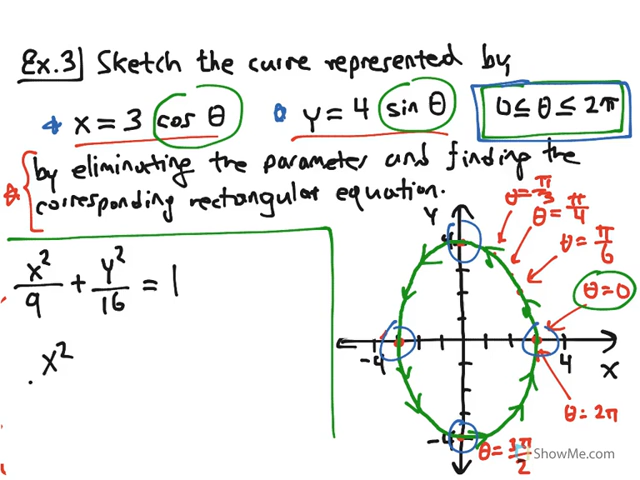 Ex.3 Sketch the curve represented by
x = 3 cos θ y = 4 sin θ 0 ≤ θ ≤ 2π
by eliminating the parameter and finding the
corresponding rectangular equation.
x²/9 + y²/16 = 1
x²
Y
4
θ = π/3
θ = π/4
θ = π/6
θ = 0
-4
4
X
θ = 2π
-4
θ = 3π/2
ShowMe.com